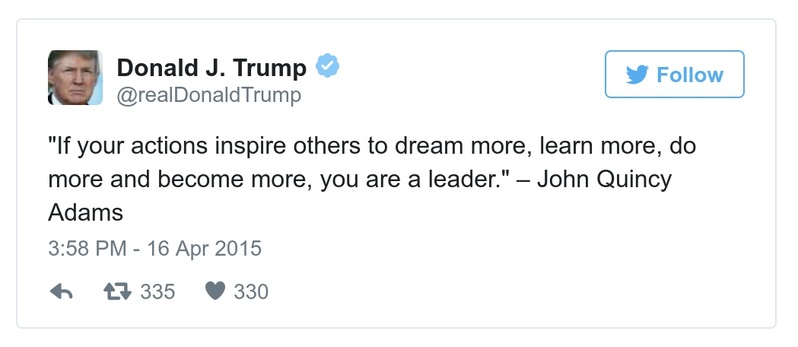 Donald J. Trump
@realDonaldTrump
Follow
"If your actions inspire others to dream more, learn more, do
more and become more, you are a leader." – John Quincy
Adams
3:58 PM - 16 Apr 2015
335 330